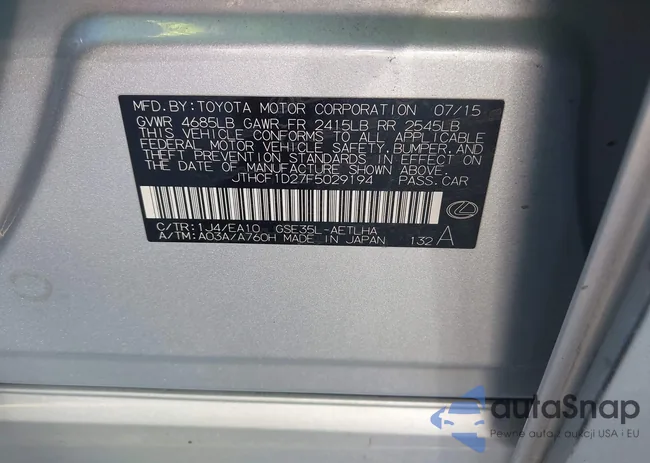 MFD. BY: TOYOTA MOTOR CORPORATION 07/15
GVWR 4685LB GAWR FR 2415LB RR 2545LB
THIS VEHICLE CONFORMS TO ALL APPLICABLE
FEDERAL MOTOR VEHICLE SAFETY, BUMPER, AND
THEFT PREVENTION STANDARDS IN EFFECT ON
THE DATE OF MANUFACTURE SHOWN ABOVE.
JTHCF1D27F5029194 PASS. CAR
C/TR: 1J4/EA10 GSE35L-AETLHA
A/TM: A03A/A760H MADE IN JAPAN 132 A
autoSnap
Pewne auto z aukcji USA i EU